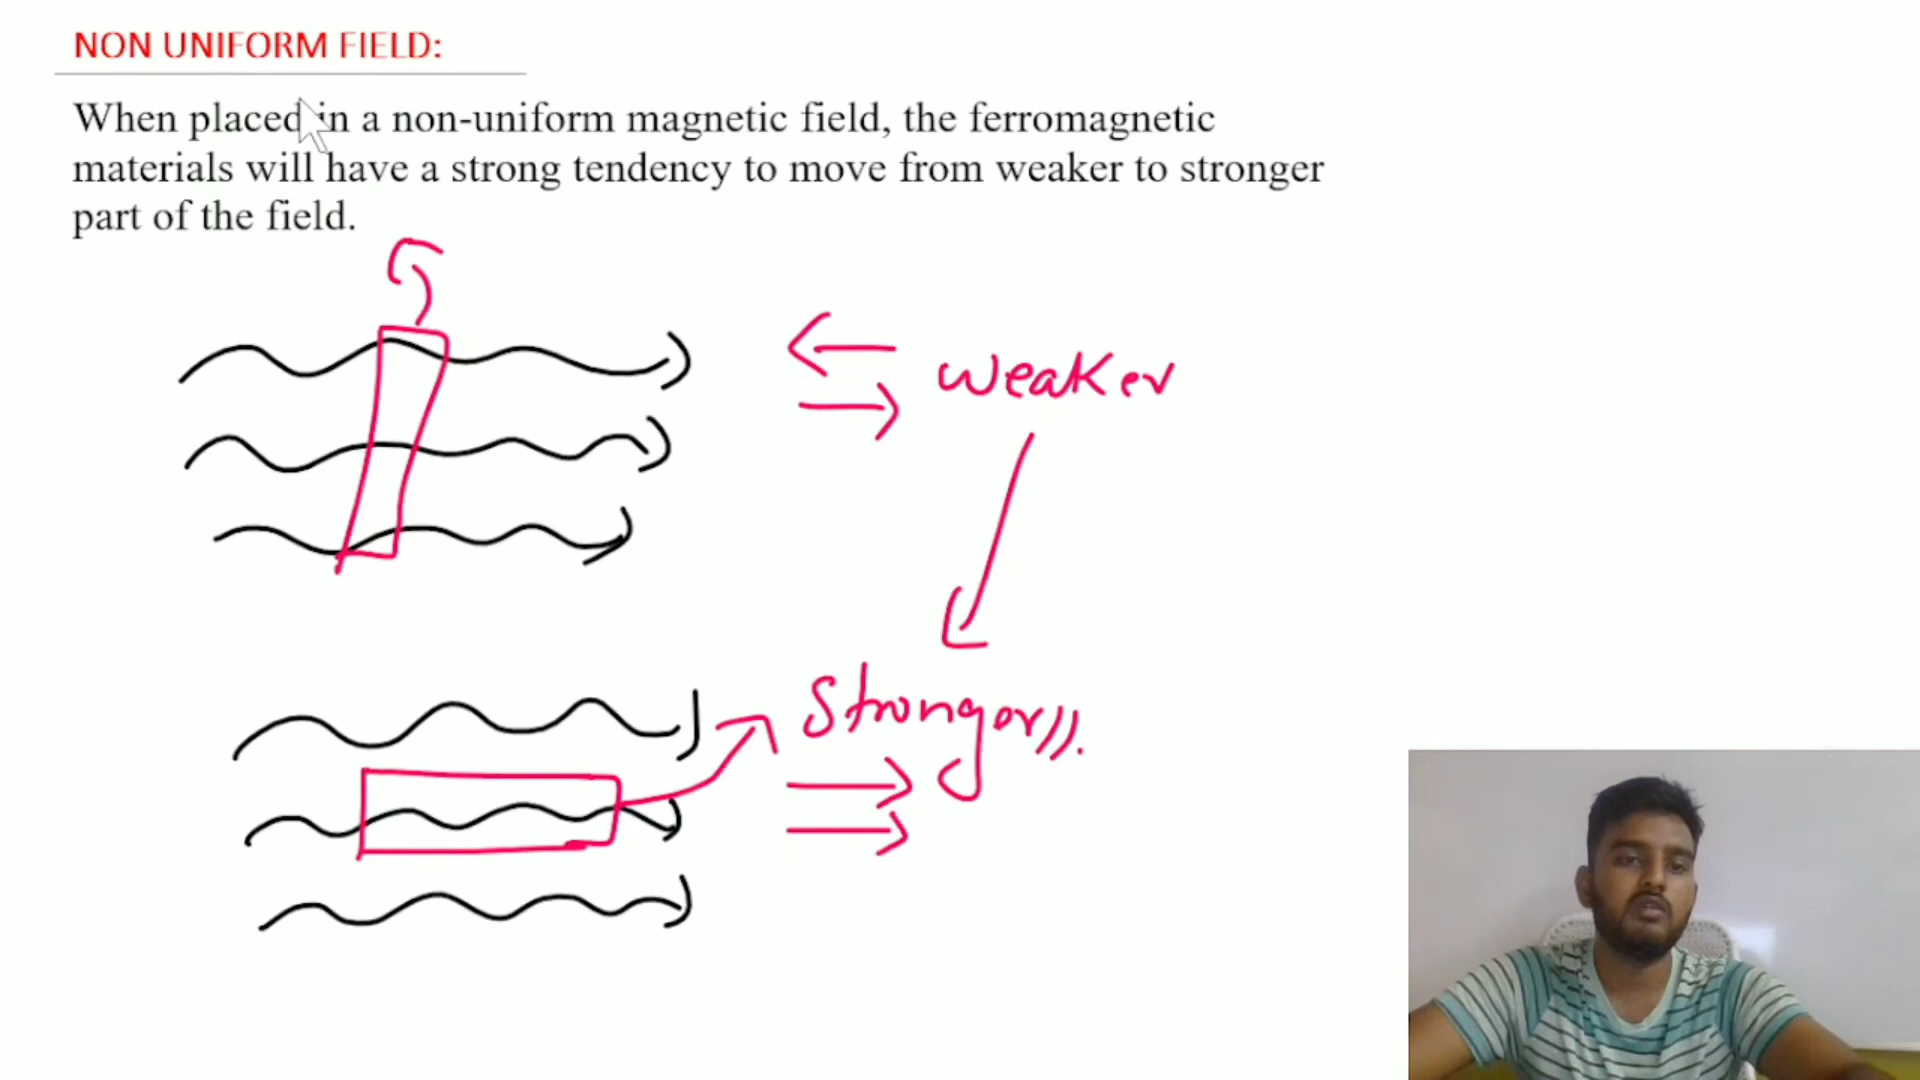 NON UNIFORM FIELD:
When placed in a non-uniform magnetic field, the ferromagnetic
materials will have a strong tendency to move from weaker to stronger
part of the field.
weaker
Stronger